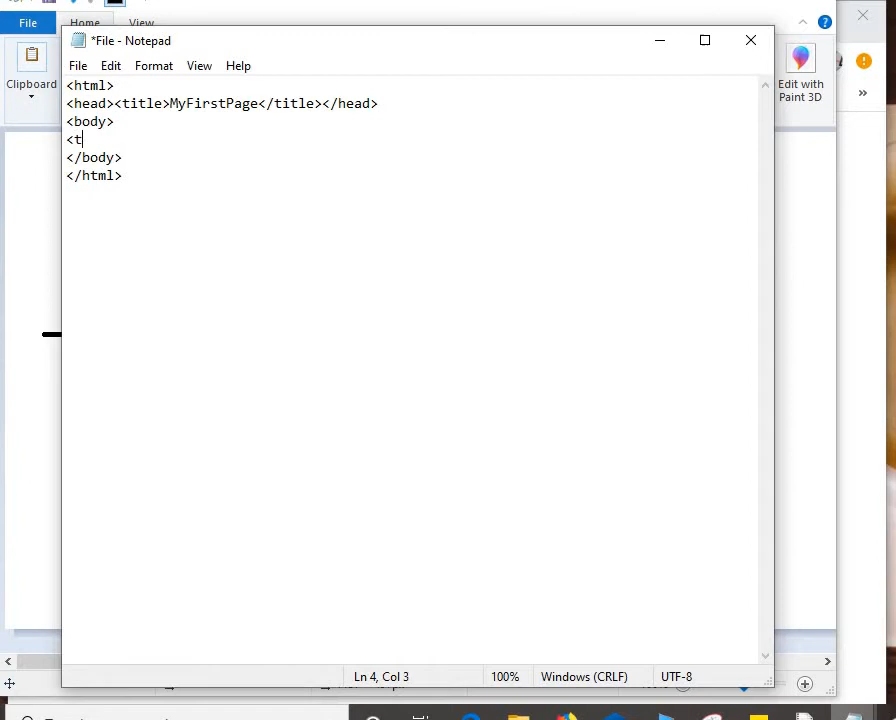 File
Home
View
*File - Notepad
File Edit Format View Help
Clipboard
Edit with
Paint 3D
<html>
<head><title>MyFirstPage</title></head>
<body>
<t
</body>
</html>
Ln 4, Col 3
100%
Windows (CRLF)
UTF-8